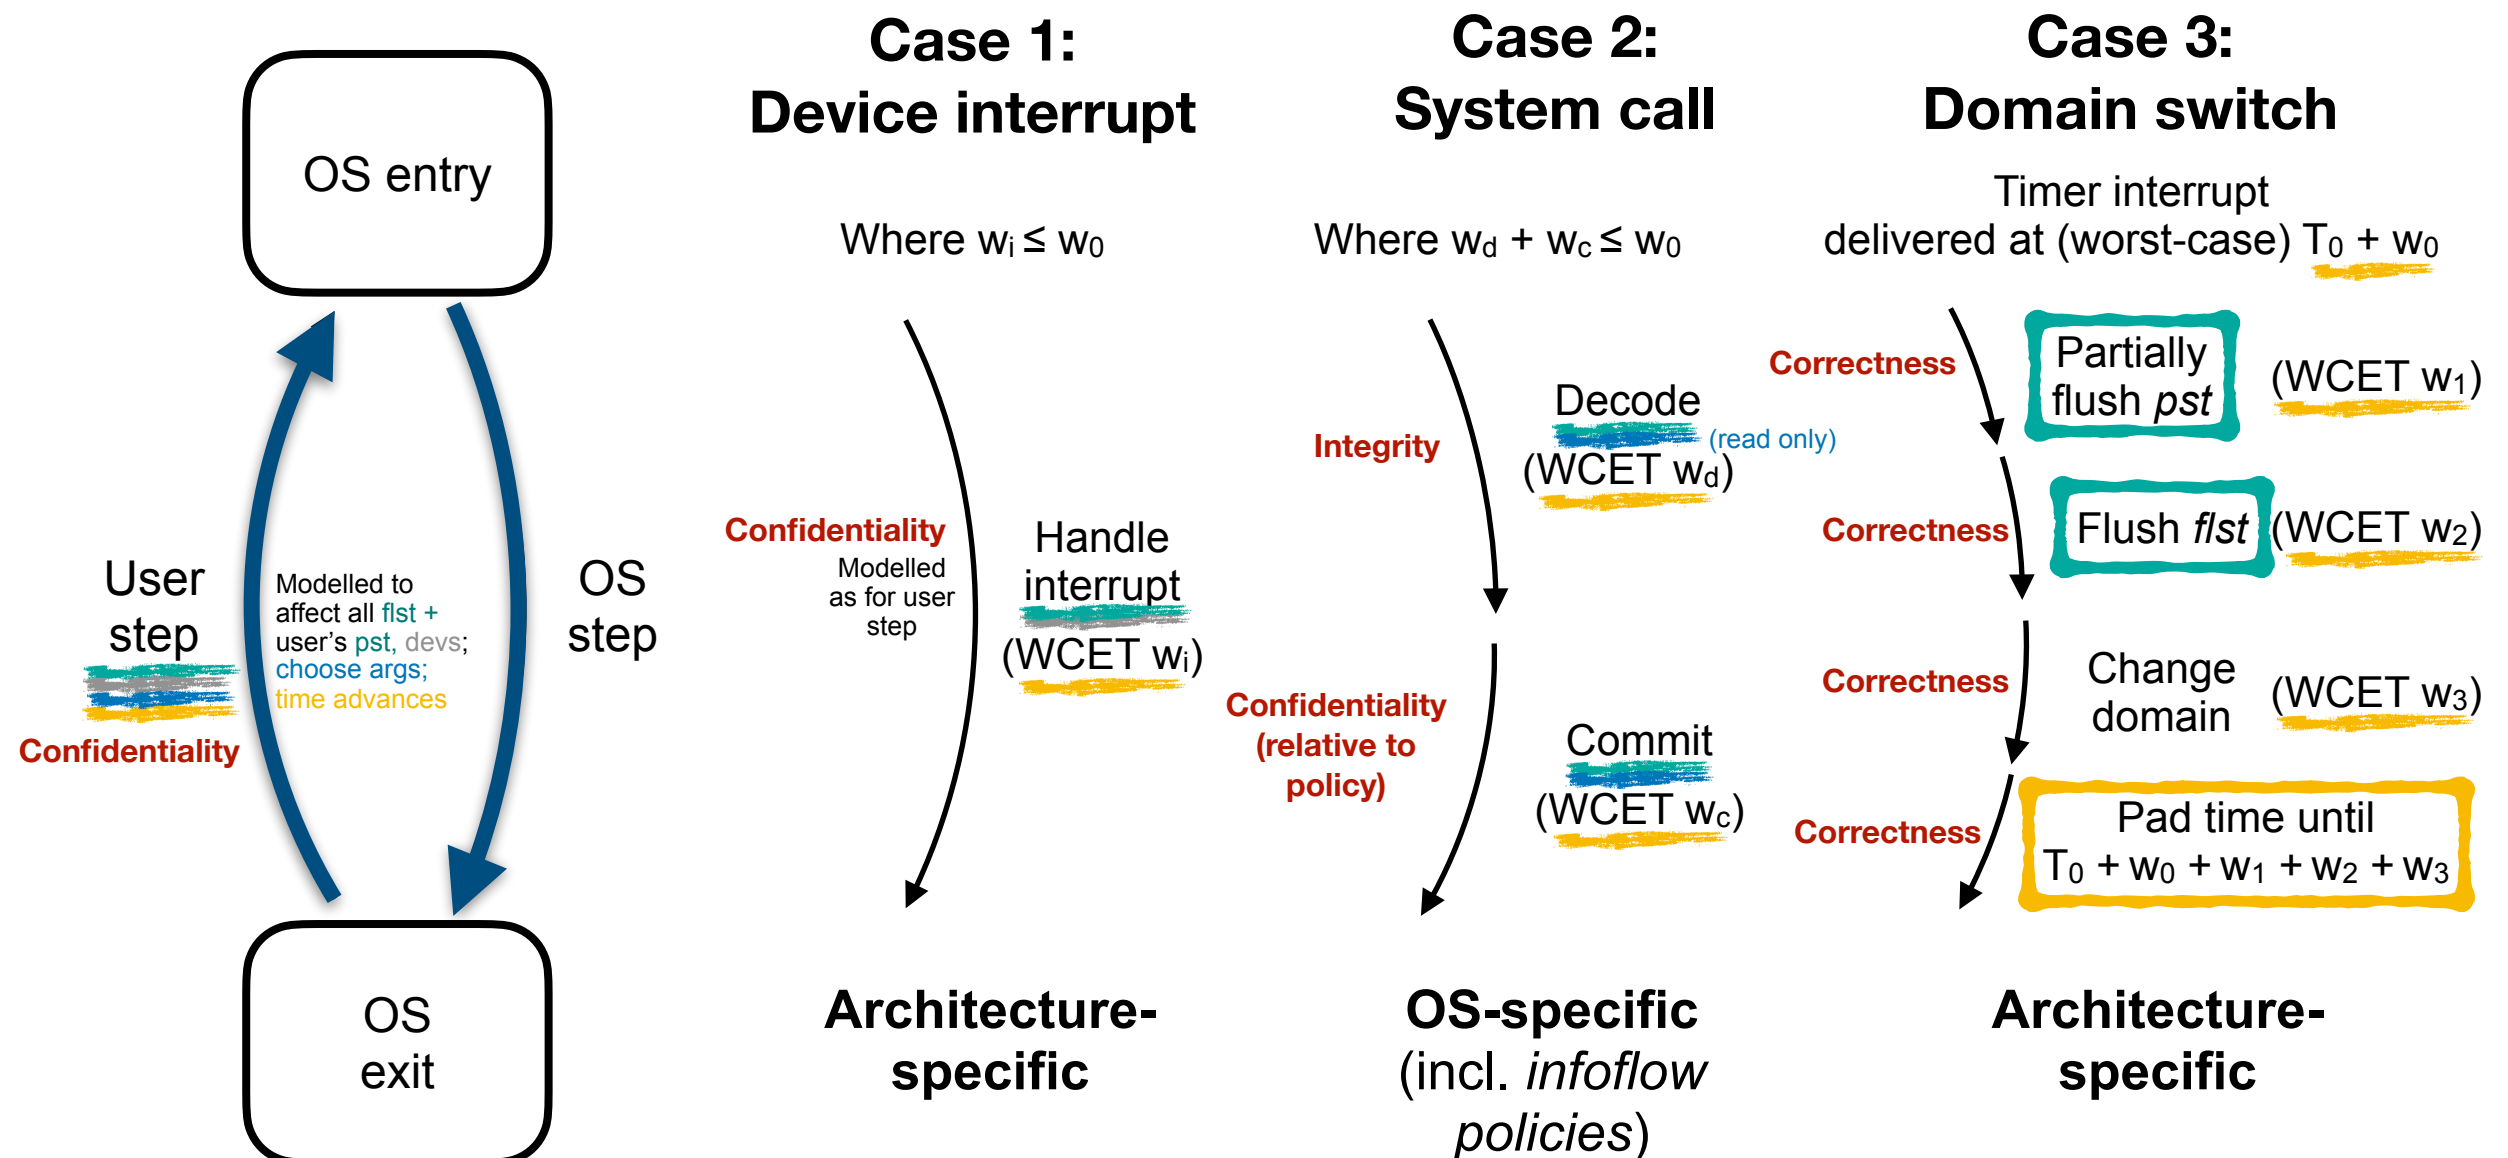 OS entry
User
step
Confidentiality
Modelled to
affect all flst +
user's pst, devs;
choose args;
time advances
OS
step
OS
exit
Case 1:
Device interrupt
Where wᵢ ≤ w₀
Confidentiality
Modelled
as for user
step
Handle
interrupt
(WCET wᵢ)
Architecture-
specific
Case 2:
System call
Where w_d + w_c ≤ w₀
Integrity
Decode
(read only)
(WCET w_d)
Confidentiality
(relative to
policy)
Commit
(WCET w_c)
OS-specific
(incl. infoflow
policies)
Case 3:
Domain switch
Timer interrupt
delivered at (worst-case) T₀ + w₀
Correctness
Partially
flush pst
(WCET w₁)
Correctness
Flush flst
(WCET w₂)
Correctness
Change
domain
(WCET w₃)
Correctness
Pad time until
T₀ + w₀ + w₁ + w₂ + w₃
Architecture-
specific